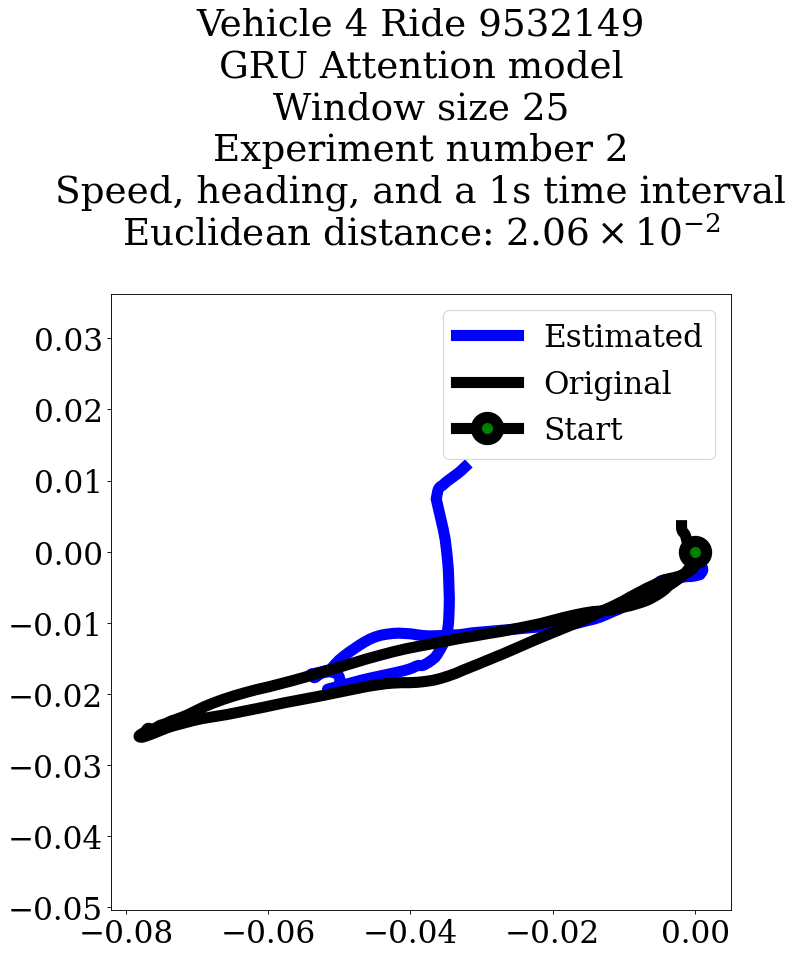 Vehicle 4 Ride 9532149
GRU Attention model
Window size 25
Experiment number 2
Speed, heading, and a 1s time interval
Euclidean distance: 2.06 × 10⁻²
Estimated
Original
Start
0.03
0.02
0.01
0.00
−0.01
−0.02
−0.03
−0.04
−0.05
−0.08 −0.06 −0.04 −0.02 0.00